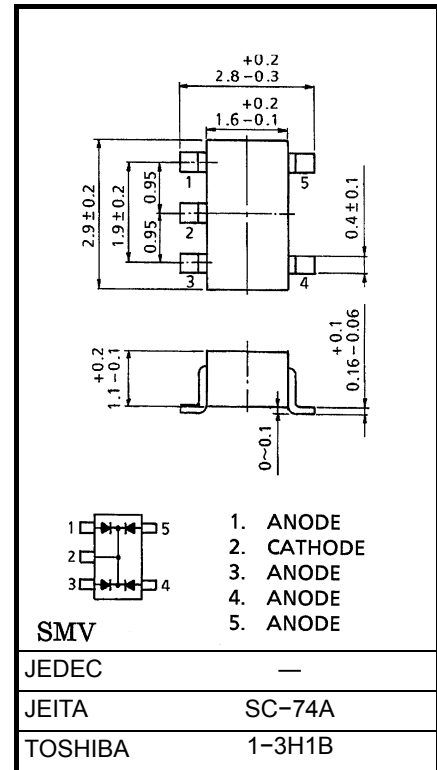 +0.2
2.8-0.3
+0.2
1.6-0.1
1
5
2
3
4
2.9±0.2
1.9±0.2
0.95
0.95
0.4±0.1
+0.1
0.16-0.06
+0.2
1.1-0.1
0~0.1
1
5
2
3
4
1. ANODE
2. CATHODE
3. ANODE
4. ANODE
5. ANODE
SMV
JEDEC —
JEITA SC-74A
TOSHIBA 1-3H1B